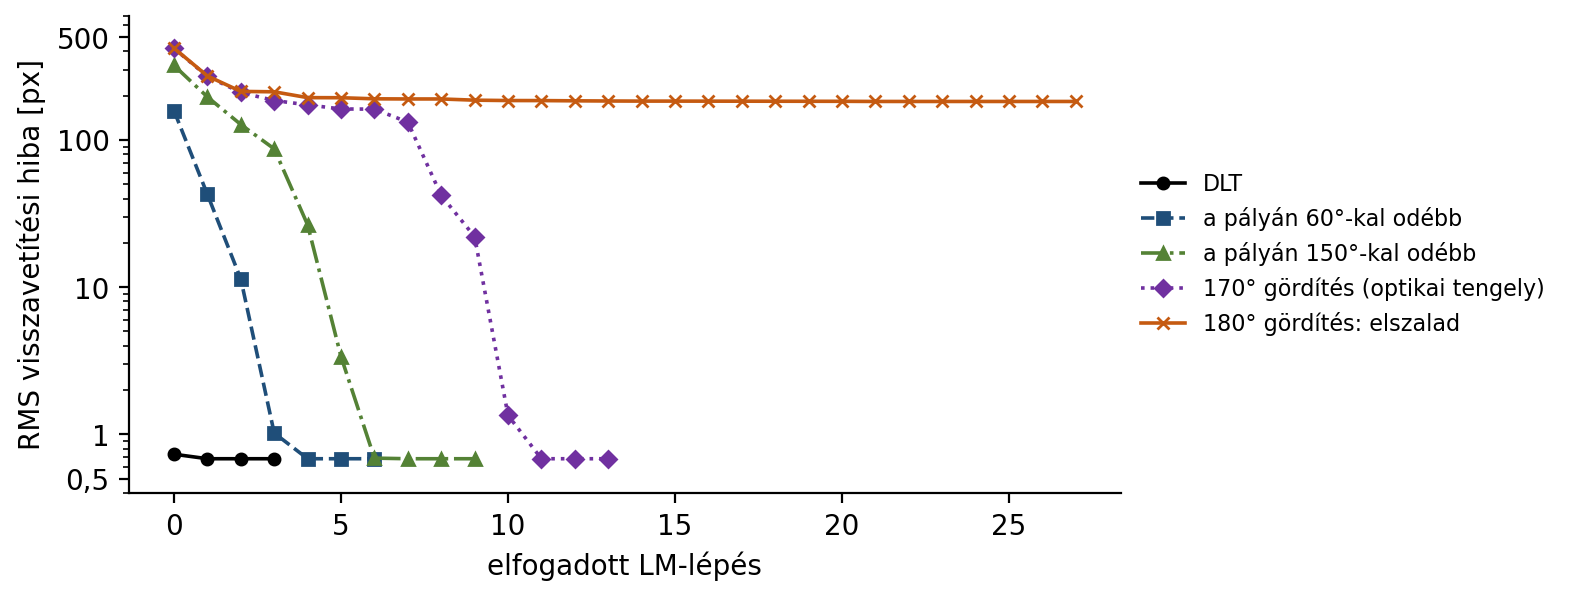 RMS visszavetítési hiba [px]
500
100
10
1
0,5
0 5 10 15 20 25
elfogadott LM-lépés
DLT
a pályán 60°-kal odébb
a pályán 150°-kal odébb
170° gördítés (optikai tengely)
180° gördítés: elszalad